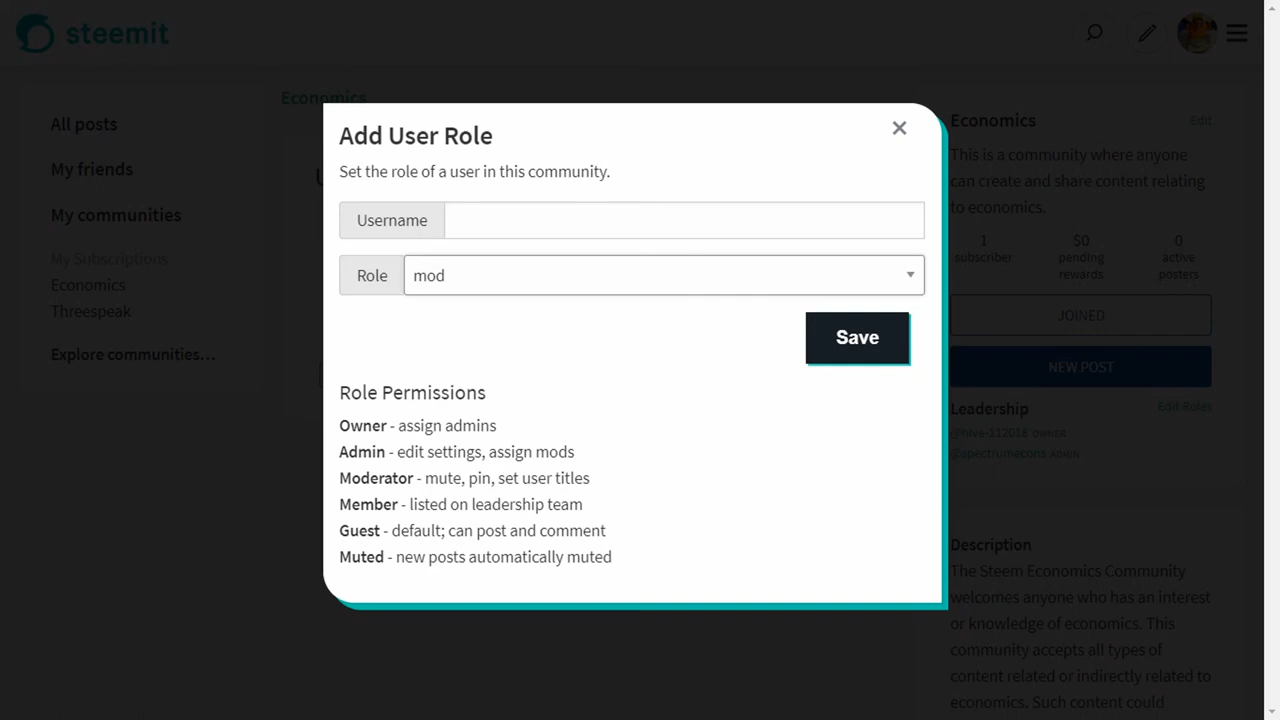 steemit
All posts
My friends
My communities
My Subscriptions
Economics
Threespeak
Explore communities...
Economics
Add User Role
Set the role of a user in this community.
Username
Role
mod
Save
Role Permissions
Owner - assign admins
Admin - edit settings, assign mods
Moderator - mute, pin, set user titles
Member - listed on leadership team
Guest - default; can post and comment
Muted - new posts automatically muted
Economics
Edit
This is a community where anyone
can create and share content relating
to economics.
1
subscriber
$0
pending
rewards
0
active
posters
JOINED
NEW POST
Leadership
Edit Roles
@hive-112018 OWNER
@spectrumecons ADMIN
Description
The Steem Economics Community
welcomes anyone who has an interest
or knowledge of economics. This
community accepts all types of
content related or indirectly related to
economics. Such content could